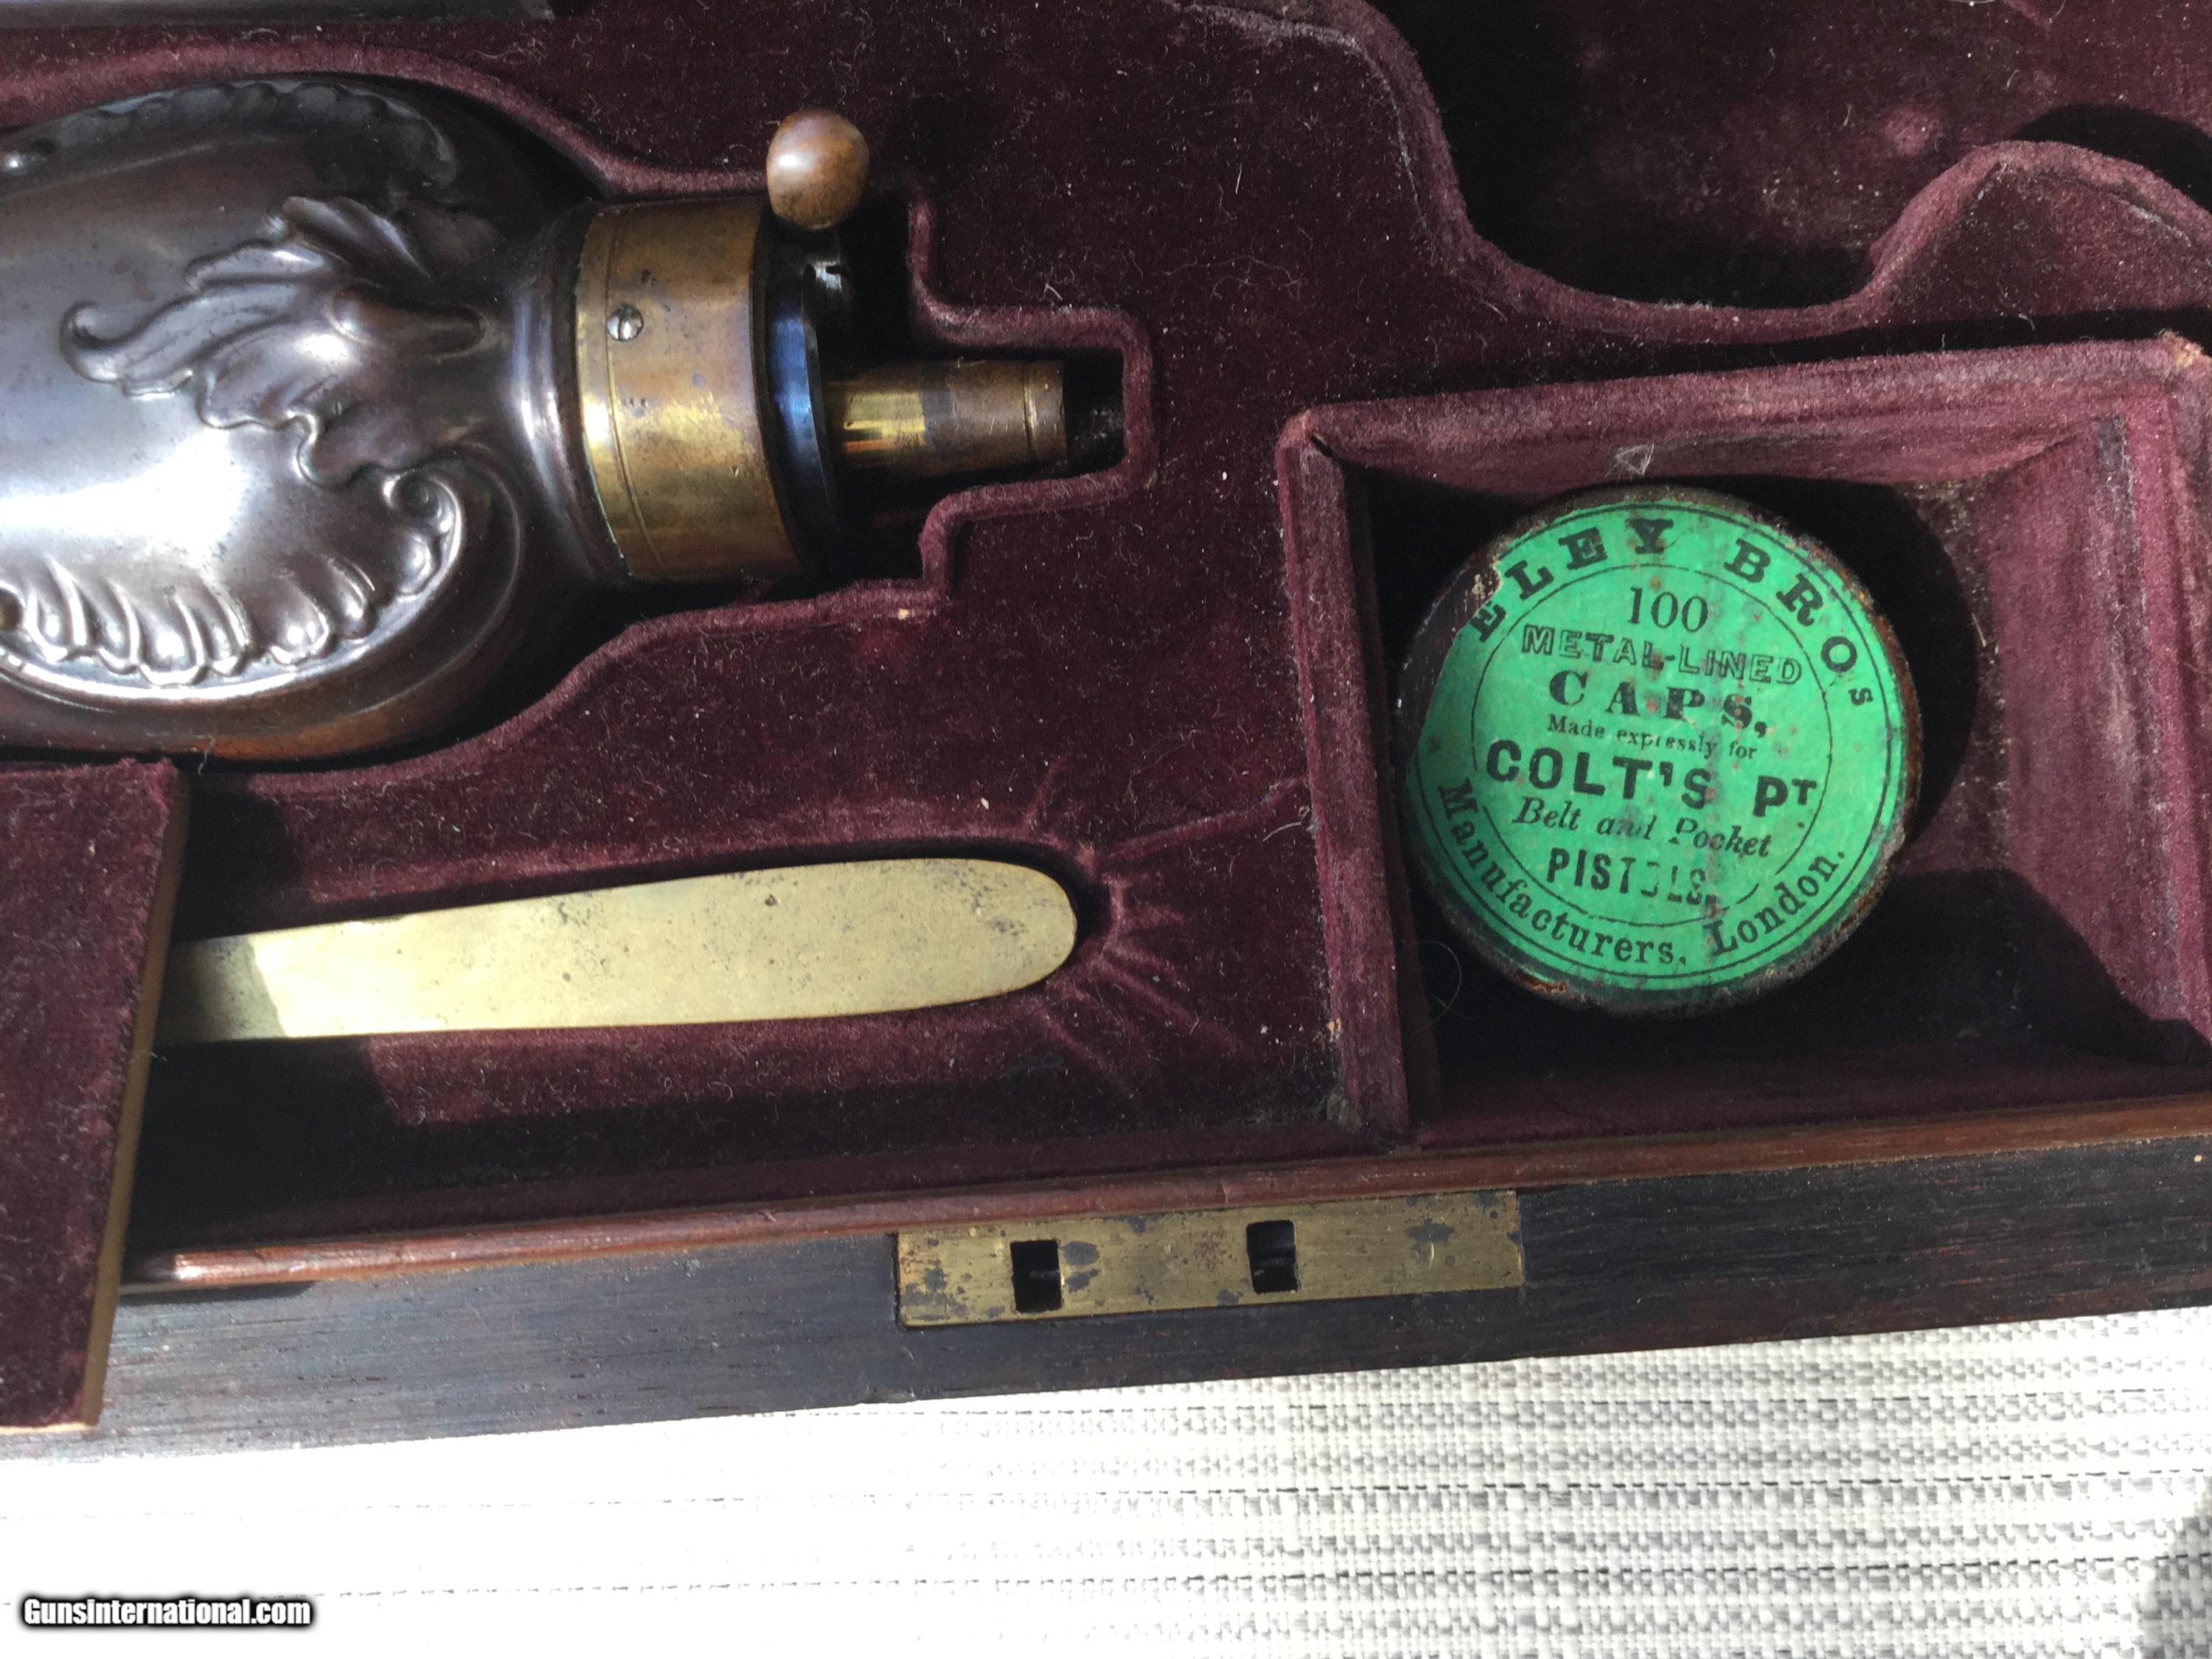 ELEY BROs
100
METAL-LINED
CAPS,
Made expressly for
COLT'S PT
Belt and Pocket
PISTOLS.
Manufacturers. London.
GunsInternational.com